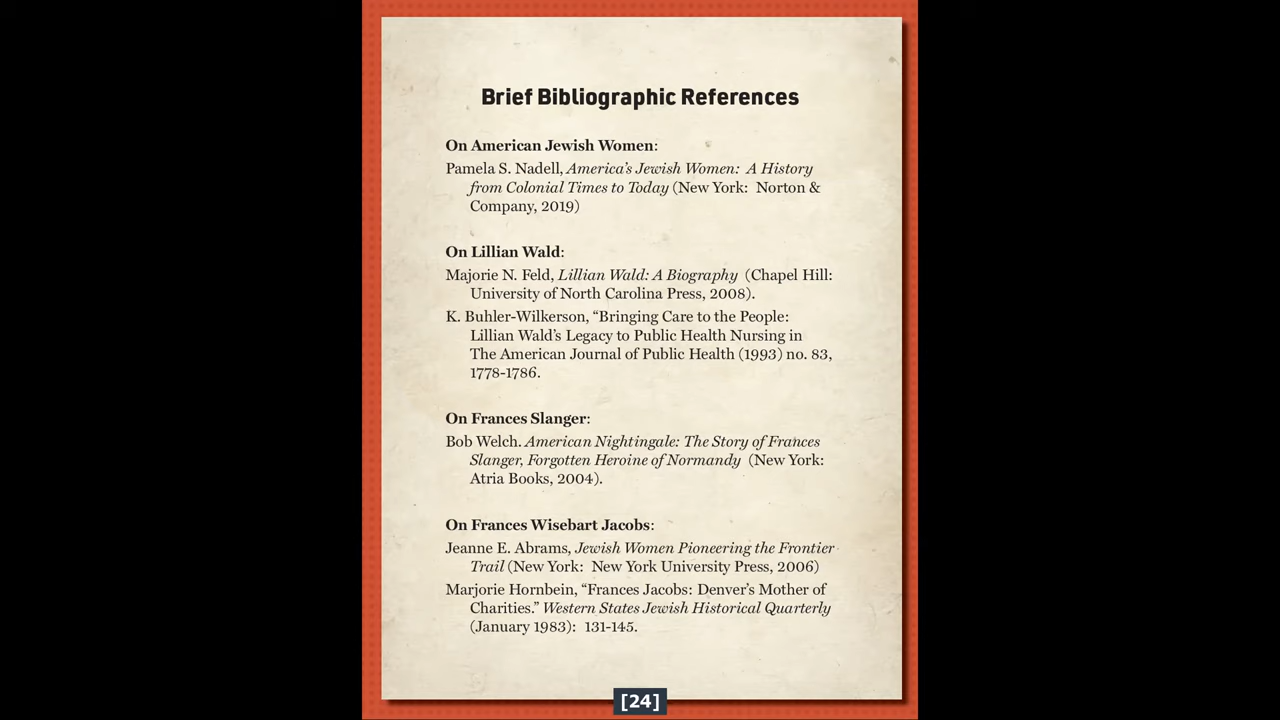 Brief Bibliographic References
On American Jewish Women:
Pamela S. Nadell, America's Jewish Women: A History
from Colonial Times to Today (New York: Norton &
Company, 2019)
On Lillian Wald:
Majorie N. Feld, Lillian Wald: A Biography (Chapel Hill:
University of North Carolina Press, 2008).
K. Buhler-Wilkerson, “Bringing Care to the People:
Lillian Wald’s Legacy to Public Health Nursing in
The American Journal of Public Health (1993) no. 83,
1778-1786.
On Frances Slanger:
Bob Welch. American Nightingale: The Story of Frances
Slanger, Forgotten Heroine of Normandy (New York:
Atria Books, 2004).
On Frances Wisebart Jacobs:
Jeanne E. Abrams, Jewish Women Pioneering the Frontier
Trail (New York: New York University Press, 2006)
Marjorie Hornbein, “Frances Jacobs: Denver’s Mother of
Charities.” Western States Jewish Historical Quarterly
(January 1983): 131-145.
[24]